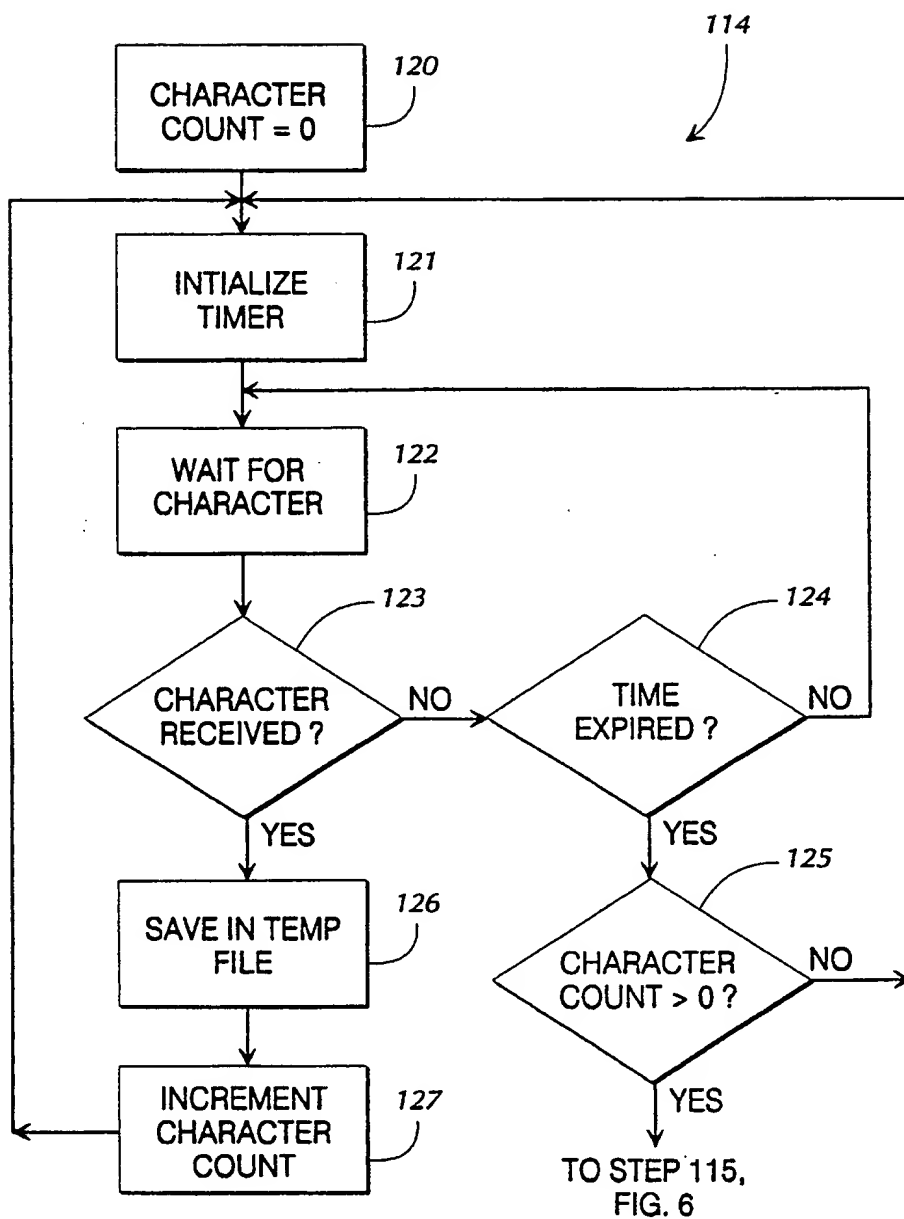 114
120
CHARACTER
COUNT = 0
121
INTIALIZE
TIMER
122
WAIT FOR
CHARACTER
123
124
CHARACTER
RECEIVED ?
NO
TIME
EXPIRED ?
NO
YES
YES
125
126
SAVE IN TEMP
FILE
CHARACTER
COUNT > 0 ?
NO
127
INCREMENT
CHARACTER
COUNT
YES
TO STEP 115,
FIG. 6